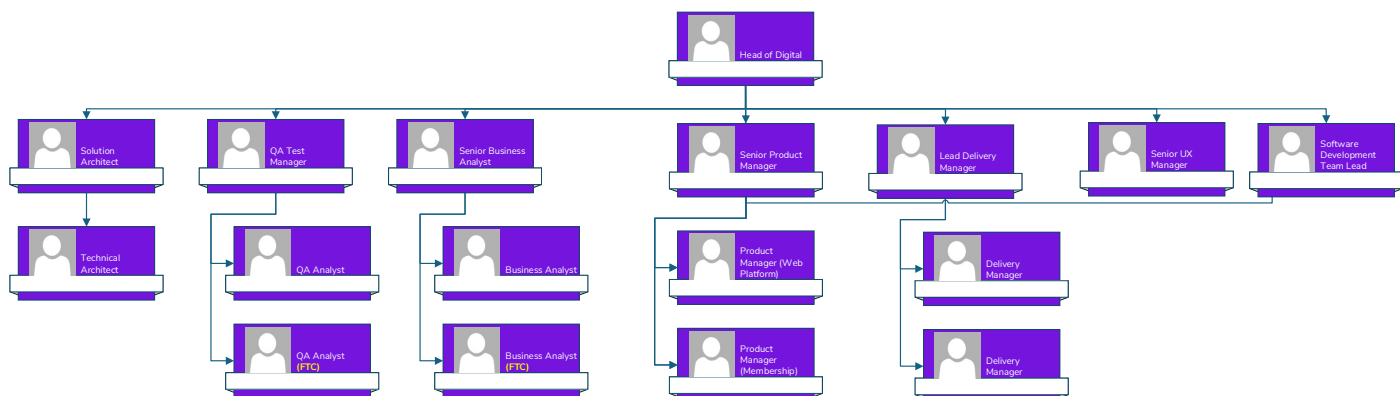 Head of Digital
Solution
Architect
QA Test
Manager
Senior Business
Analyst
Senior Product
Manager
Lead Delivery
Manager
Senior UX
Manager
Software
Development
Team Lead
Technical
Architect
QA Analyst
Business Analyst
Product
Manager (Web
Platform)
Delivery
Manager
QA Analyst
(FTC)
Business Analyst
(FTC)
Product
Manager
(Membership)
Delivery
Manager